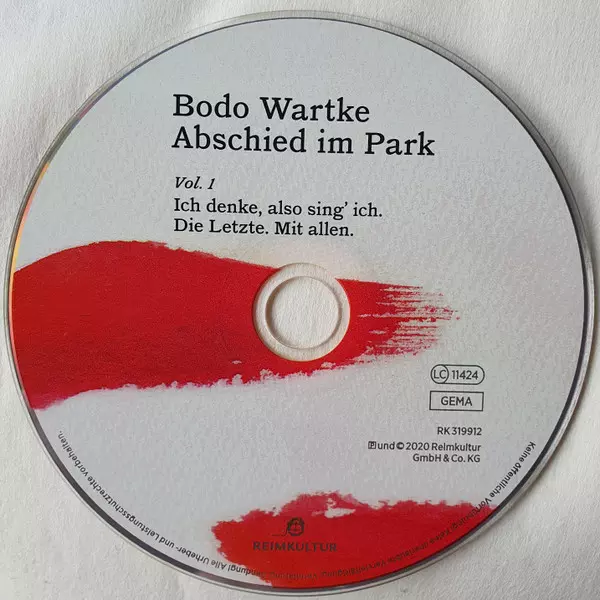 Bodo Wartke
Abschied im Park
Vol. 1
Ich denke, also sing’ ich.
Die Letzte. Mit allen.
LC 11424
GEMA
RK 319912
℗ und © 2020 Reimkultur
GmbH & Co. KG
REIMKULTUR
Keine öffentliche
Alle Urheber- und Leistungsschutzrechte vorbehalten.